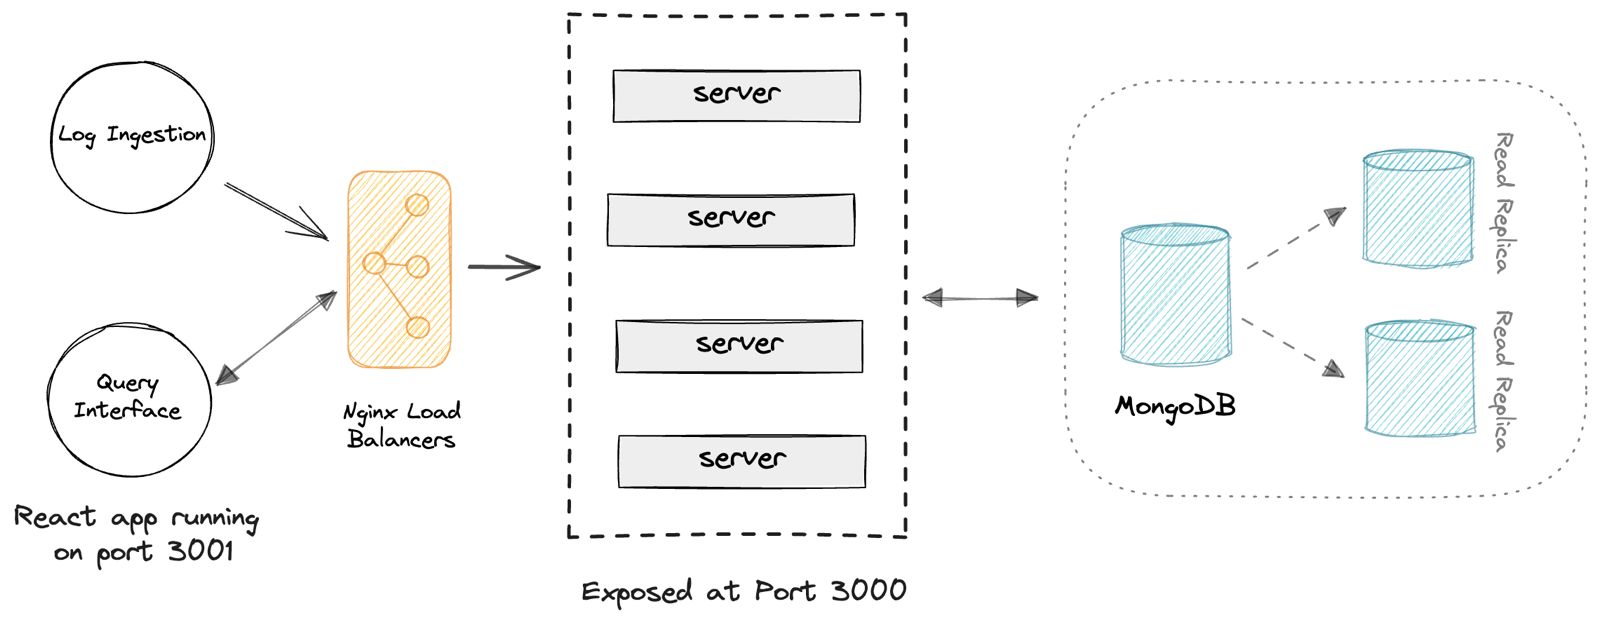 Log Ingestion
Query
Interface
React app running
on port 3001
Nginx Load
Balancers
server
server
server
server
Exposed at Port 3000
MongoDB
Read Replica
Read Replica